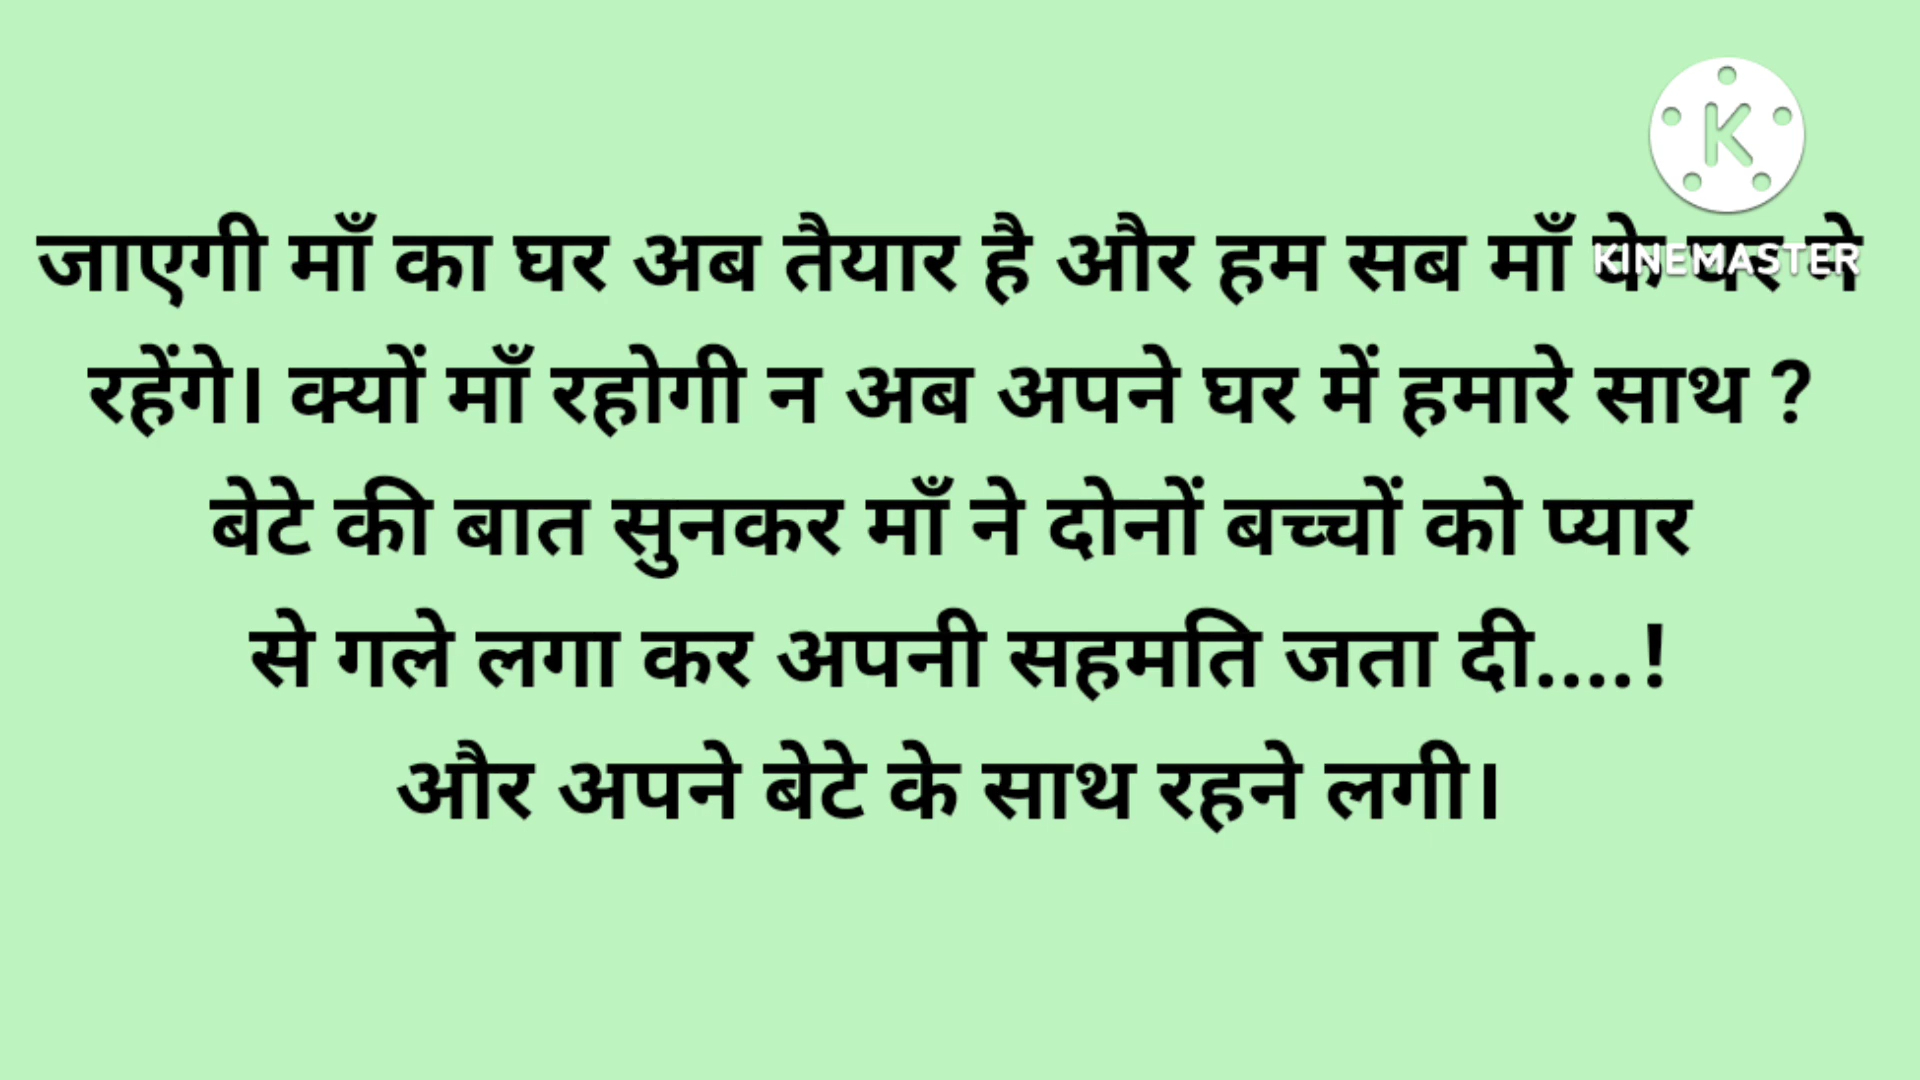 K
जाएगी माँ का घर अब तैयार है और हम सब माँ के घर मे
KINEMASTER
रहेंगे। क्यों माँ रहोगी न अब अपने घर में हमारे साथ ?
बेटे की बात सुनकर माँ ने दोनों बच्चों को प्यार
से गले लगा कर अपनी सहमति जता दी....!
और अपने बेटे के साथ रहने लगी।